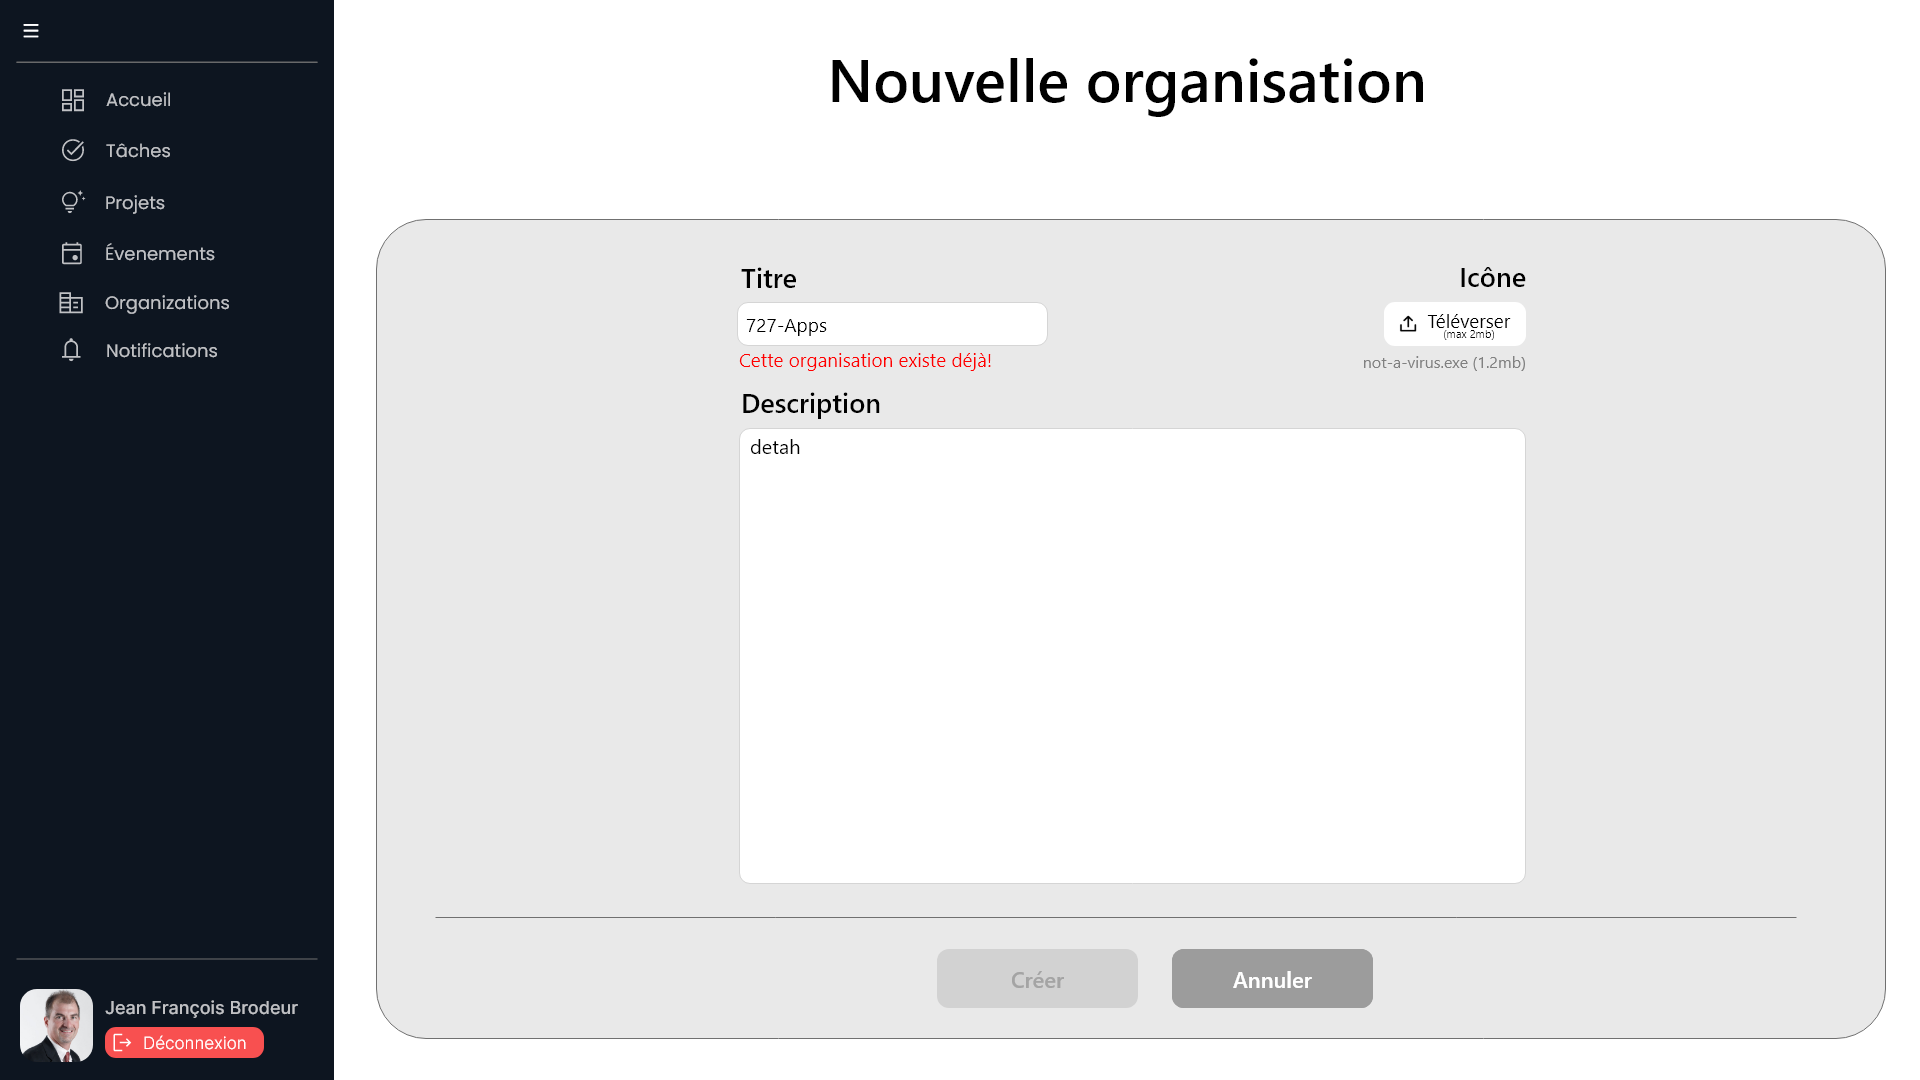 Accueil
Tâches
Projets
Évenements
Organizations
Notifications
Jean François Brodeur
Déconnexion
Nouvelle organisation
Titre
727-Apps
Cette organisation existe déjà!
Icône
Téléverser
(max 2mb)
not-a-virus.exe (1.2mb)
Description
detah
Créer
Annuler